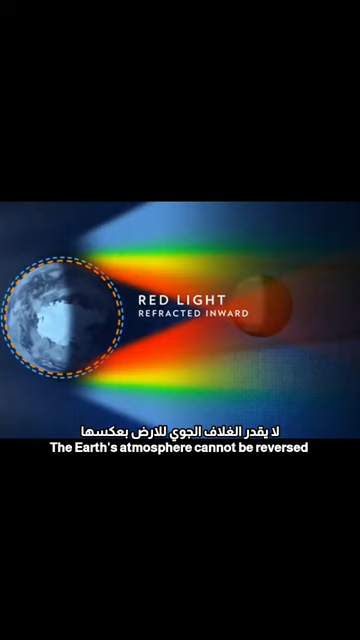 RED LIGHT
REFRACTED INWARD
لا يقدر الغلاف الجوي للارض بعكسها
The Earth's atmosphere cannot be reversed